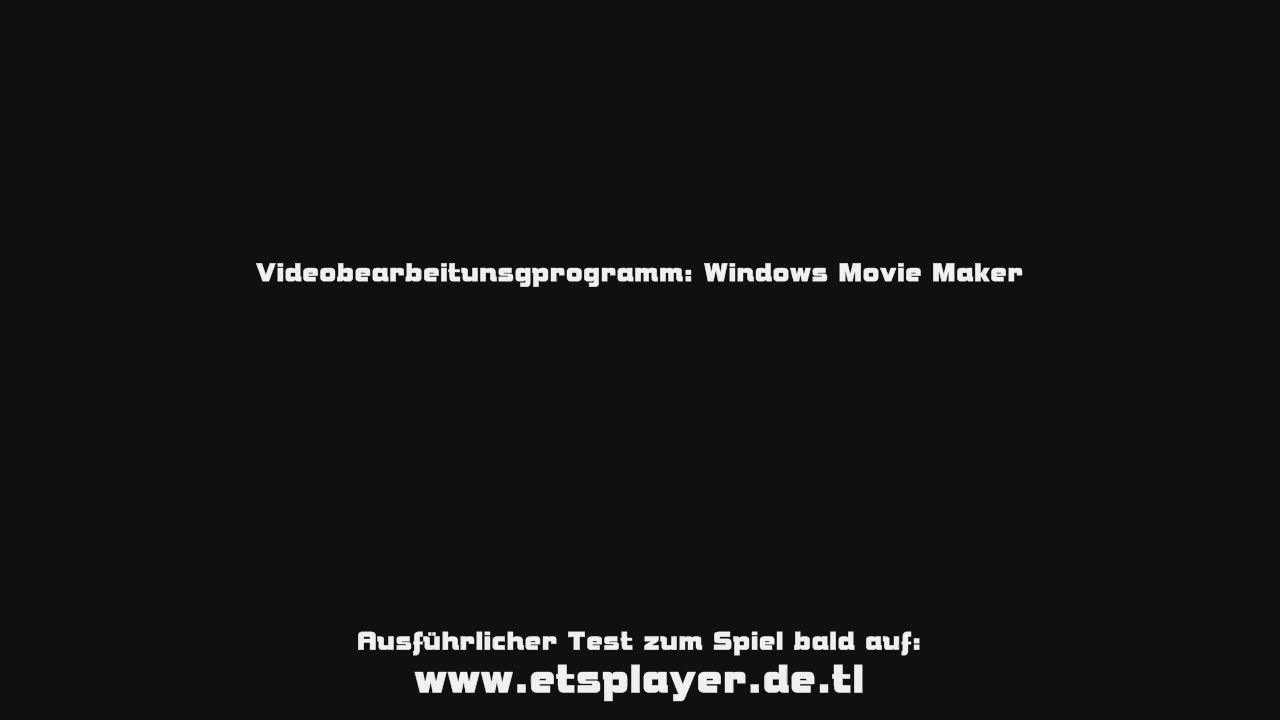 Videobearbeitunsgprogramm: Windows Movie Maker
Ausführlicher Test zum Spiel bald auf:
www.etsplayer.de.tl